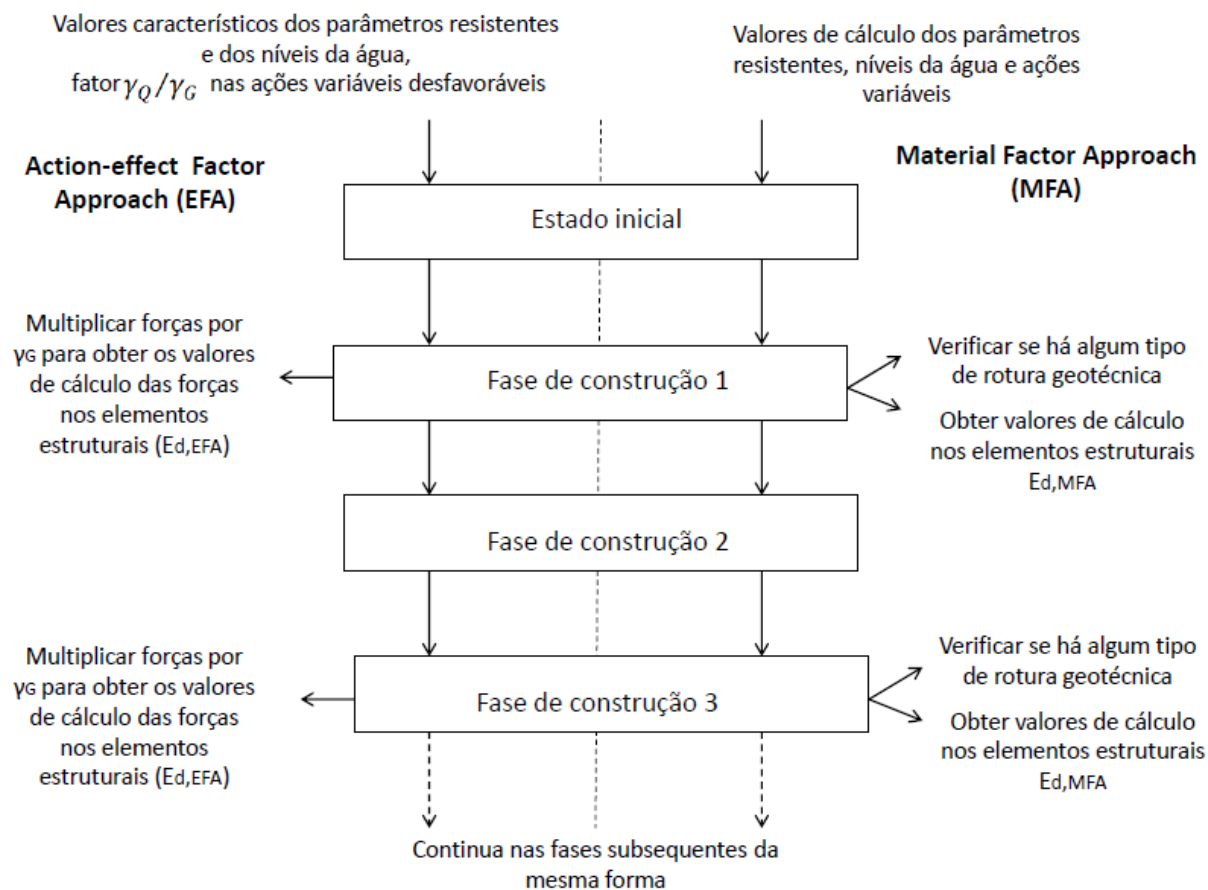 Valores característicos dos parâmetros resistentes
e dos níveis da água,
fator γ_Q/γ_G nas ações variáveis desfavoráveis
Valores de cálculo dos parâmetros
resistentes, níveis da água e ações
variáveis
Action-effect Factor
Approach (EFA)
Material Factor Approach
(MFA)
Estado inicial
Multiplicar forças por
γG para obter os valores
de cálculo das forças
nos elementos
estruturais (Ed,EFA)
Fase de construção 1
Verificar se há algum tipo
de rotura geotécnica
Obter valores de cálculo
nos elementos estruturais
Ed,MFA
Fase de construção 2
Multiplicar forças por
γG para obter os valores
de cálculo das forças
nos elementos
estruturais (Ed,EFA)
Fase de construção 3
Verificar se há algum tipo
de rotura geotécnica
Obter valores de cálculo
nos elementos estruturais
Ed,MFA
Continua nas fases subsequentes da
mesma forma